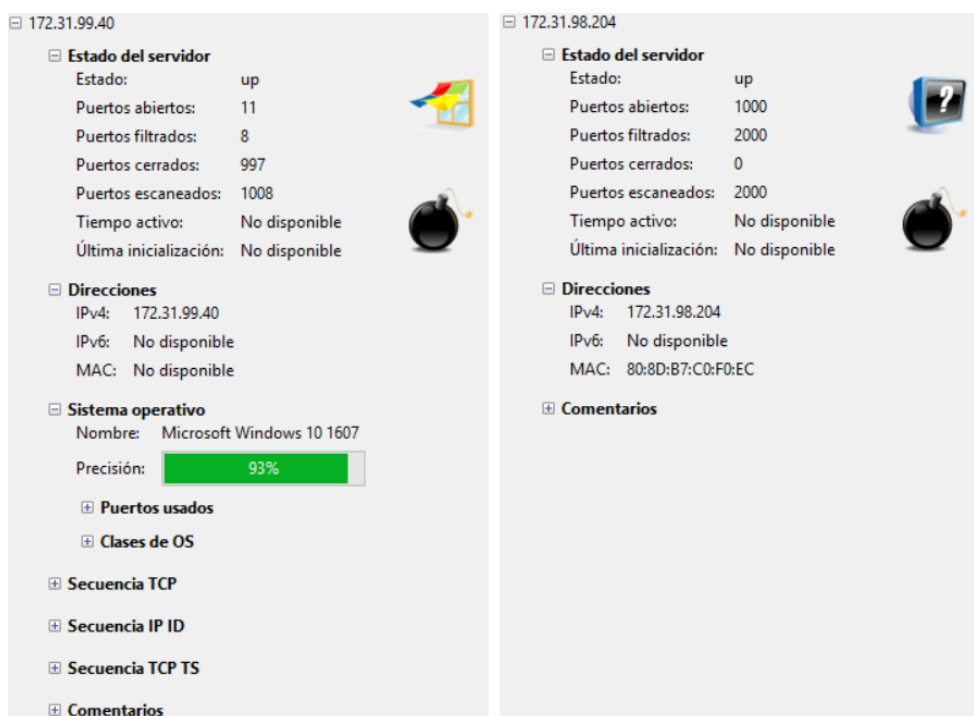 172.31.99.40
Estado del servidor
Estado: up
Puertos abiertos: 11
Puertos filtrados: 8
Puertos cerrados: 997
Puertos escaneados: 1008
Tiempo activo: No disponible
Última inicialización: No disponible
Direcciones
IPv4: 172.31.99.40
IPv6: No disponible
MAC: No disponible
Sistema operativo
Nombre: Microsoft Windows 10 1607
Precisión: 93%
Puertos usados
Clases de OS
Secuencia TCP
Secuencia IP ID
Secuencia TCP TS
Comentarios
172.31.98.204
Estado del servidor
Estado: up
Puertos abiertos: 1000
Puertos filtrados: 2000
Puertos cerrados: 0
Puertos escaneados: 2000
Tiempo activo: No disponible
Última inicialización: No disponible
Direcciones
IPv4: 172.31.98.204
IPv6: No disponible
MAC: 80:8D:B7:C0:F0:EC
Comentarios